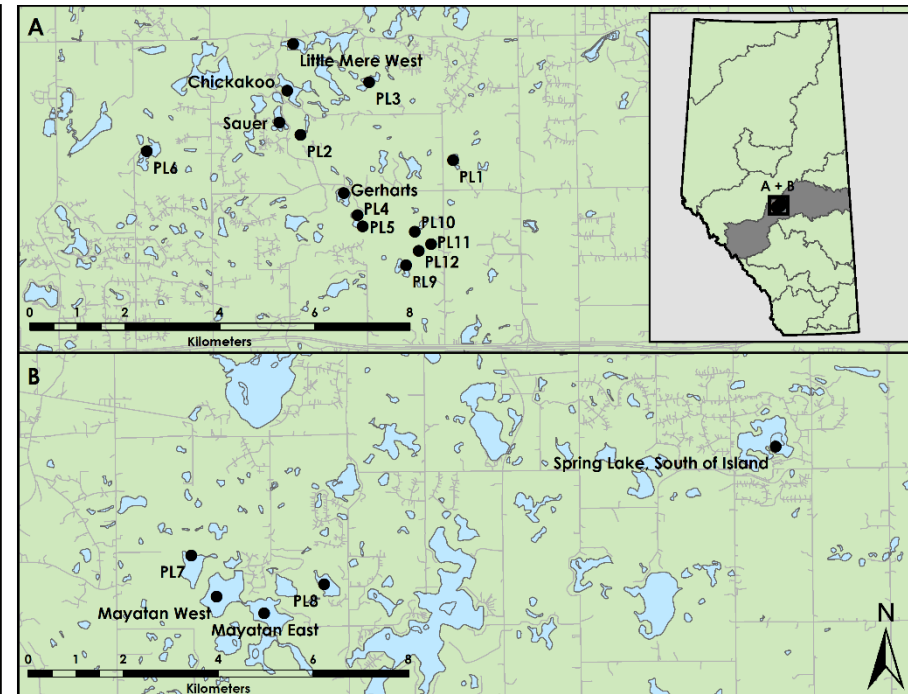 A
Little Mere West
Chickakoo
PL3
Sauer
PL2
PL6
PL1
A + B
Gerharts
PL4
PL5
PL10
PL11
PL12
PL9
0 2 4 6 8
Kilometers
B
Spring Lake, South of Island
PL7
PL8
Mayatan West
Mayatan East
N
0 2 4 6 8
Kilometers